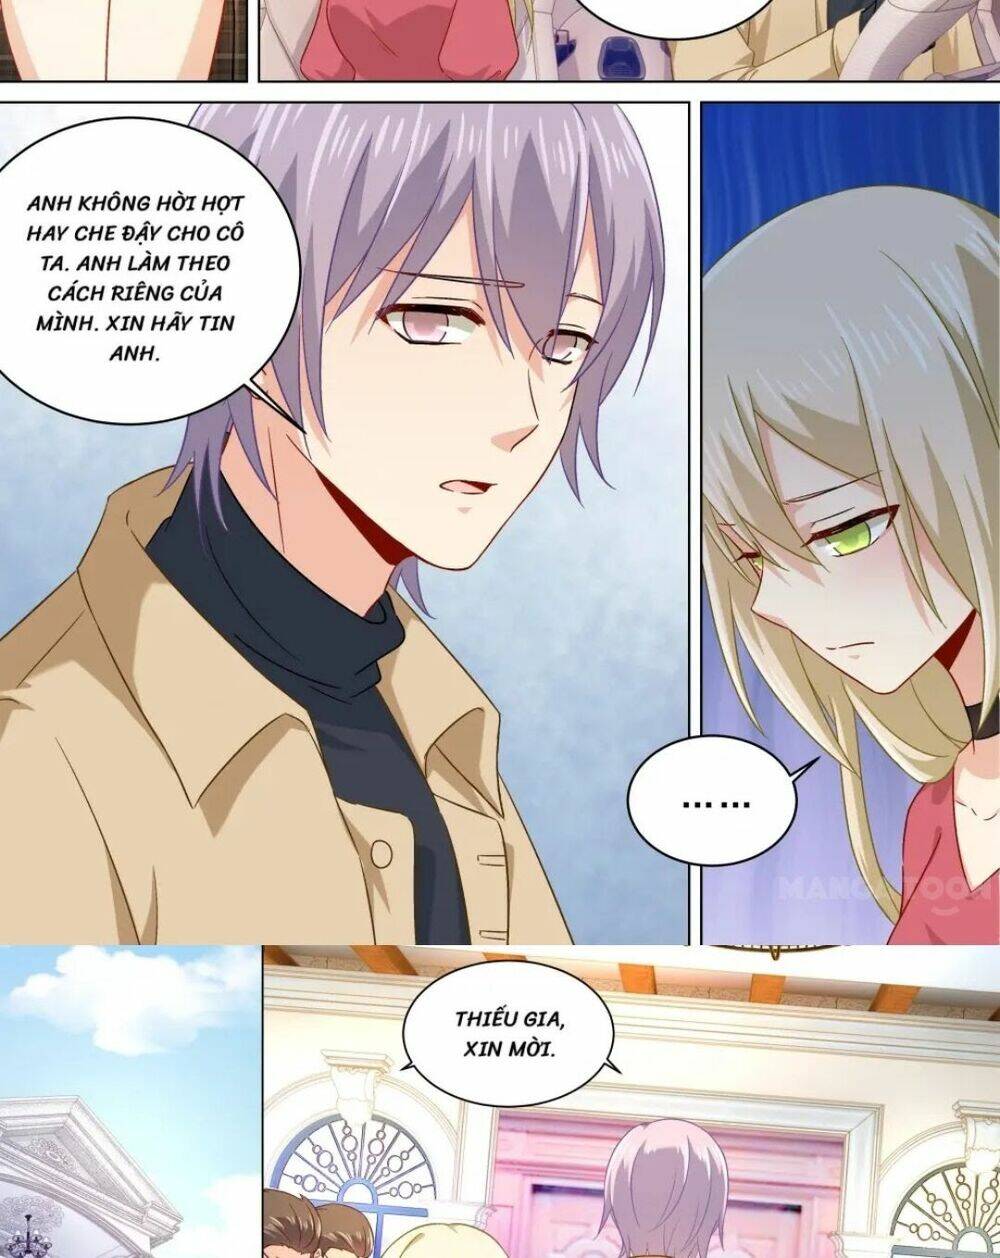 ANH KHÔNG HỜI HỢT
HAY CHE ĐẬY CHO CÔ
TA. ANH LÀM THEO
CÁCH RIÊNG CỦA
MÌNH. XIN HÃY TIN
ANH.
... ...
MANGATOON
THIẾU GIA,
XIN MỜI.